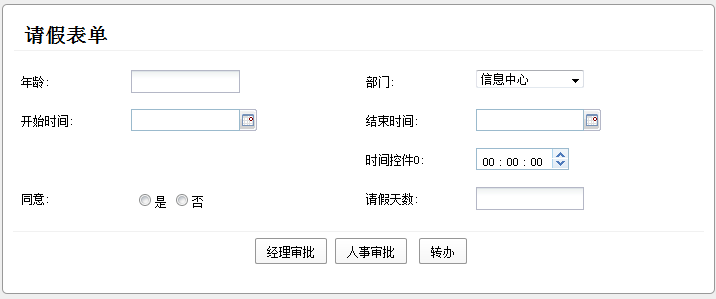 请假表单
年龄: 部门: 信息中心
开始时间: 结束时间:
时间控件0: 00 : 00 : 00
同意: 是 否 请假天数:
经理审批 人事审批 转办